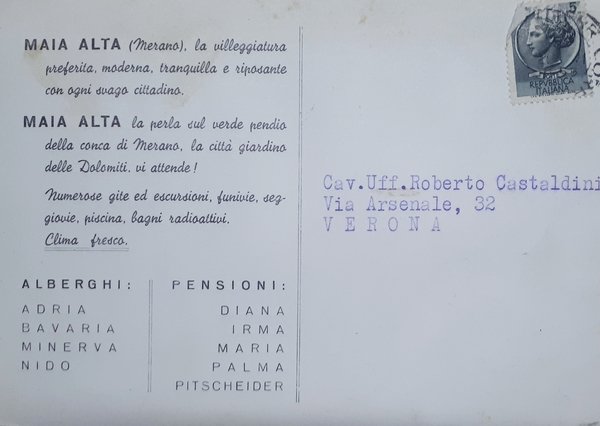 MAIA ALTA (Merano), la villeggiatura
preferita, moderna, tranquilla e riposante
con ogni svago cittadino.
MAIA ALTA la perla sul verde pendio
della conca di Merano, la città giardino
delle Dolomiti, vi attende!
Numerose gite ed escursioni, funivie, seg-
giovie, piscina, bagni radioattivi.
Clima fresco.
ALBERGHI:
ADRIA
BAVARIA
MINERVA
NIDO
PENSIONI:
DIANA
IRMA
MARIA
PALMA
PITSCHEIDER
5
REPUBBLICA
ITALIANA
Cav.Uff.Roberto Castaldini
Via Arsenale, 32
VERONA